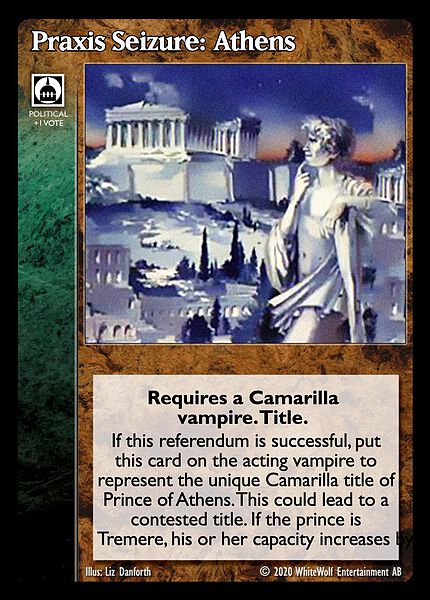 Praxis Seizure: Athens
POLITICAL
+1 VOTE
Requires a Camarilla
vampire. Title.
If this referendum is successful, put
this card on the acting vampire to
represent the unique Camarilla title of
Prince of Athens. This could lead to a
contested title. If the prince is
Tremere, his or her capacity increases by
Illus: Liz Danforth
© 2020 WhiteWolf Entertainment AB